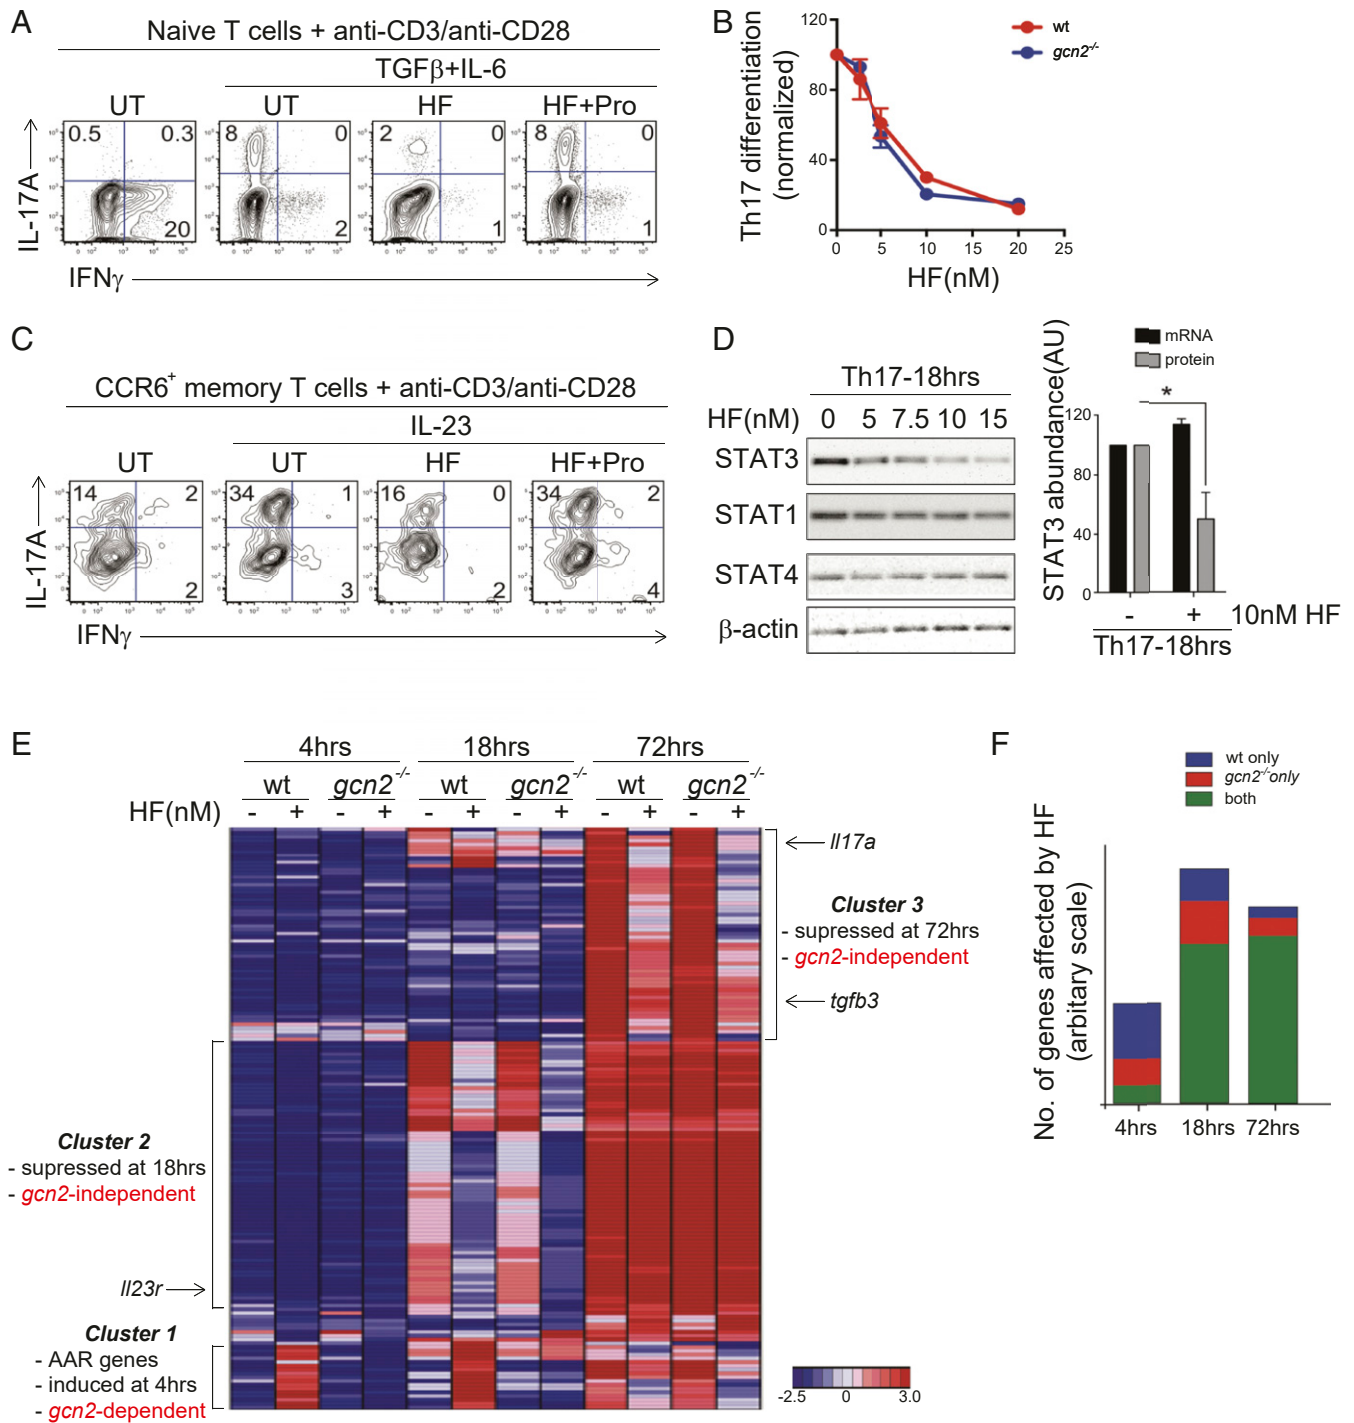 A
Naive T cells + anti-CD3/anti-CD28
TGFβ+IL-6
UT
UT
HF
HF+Pro
0.5
0.3
20
8
0
2
2
0
1
8
0
1
IL-17A
IFNγ
B
Th17 differentiation
(normalized)
120
80
40
0
0
5
10
15
20
25
HF(nM)
wt
gcn2-/-
C
CCR6+ memory T cells + anti-CD3/anti-CD28
IL-23
UT
UT
HF
HF+Pro
14
2
2
34
1
3
16
0
2
34
2
4
IL-17A
IFNγ
D
Th17-18hrs
HF(nM) 0 5 7.5 10 15
STAT3
STAT1
STAT4
β-actin
mRNA
protein
STAT3 abundance(AU)
120
80
40
0
*
- + 10nM HF
Th17-18hrs
E
4hrs 18hrs 72hrs
wt gcn2-/- wt gcn2-/- wt gcn2-/-
HF(nM) - + - + - + - + - + - +
Il17a
Cluster 3
- supressed at 72hrs
- gcn2-independent
tgfb3
Cluster 2
- supressed at 18hrs
- gcn2-independent
Il23r
Cluster 1
- AAR genes
- induced at 4hrs
- gcn2-dependent
-2.5 0 3.0
F
wt only
gcn2-/-only
both
No. of genes affected by HF
(arbitary scale)
4hrs 18hrs 72hrs